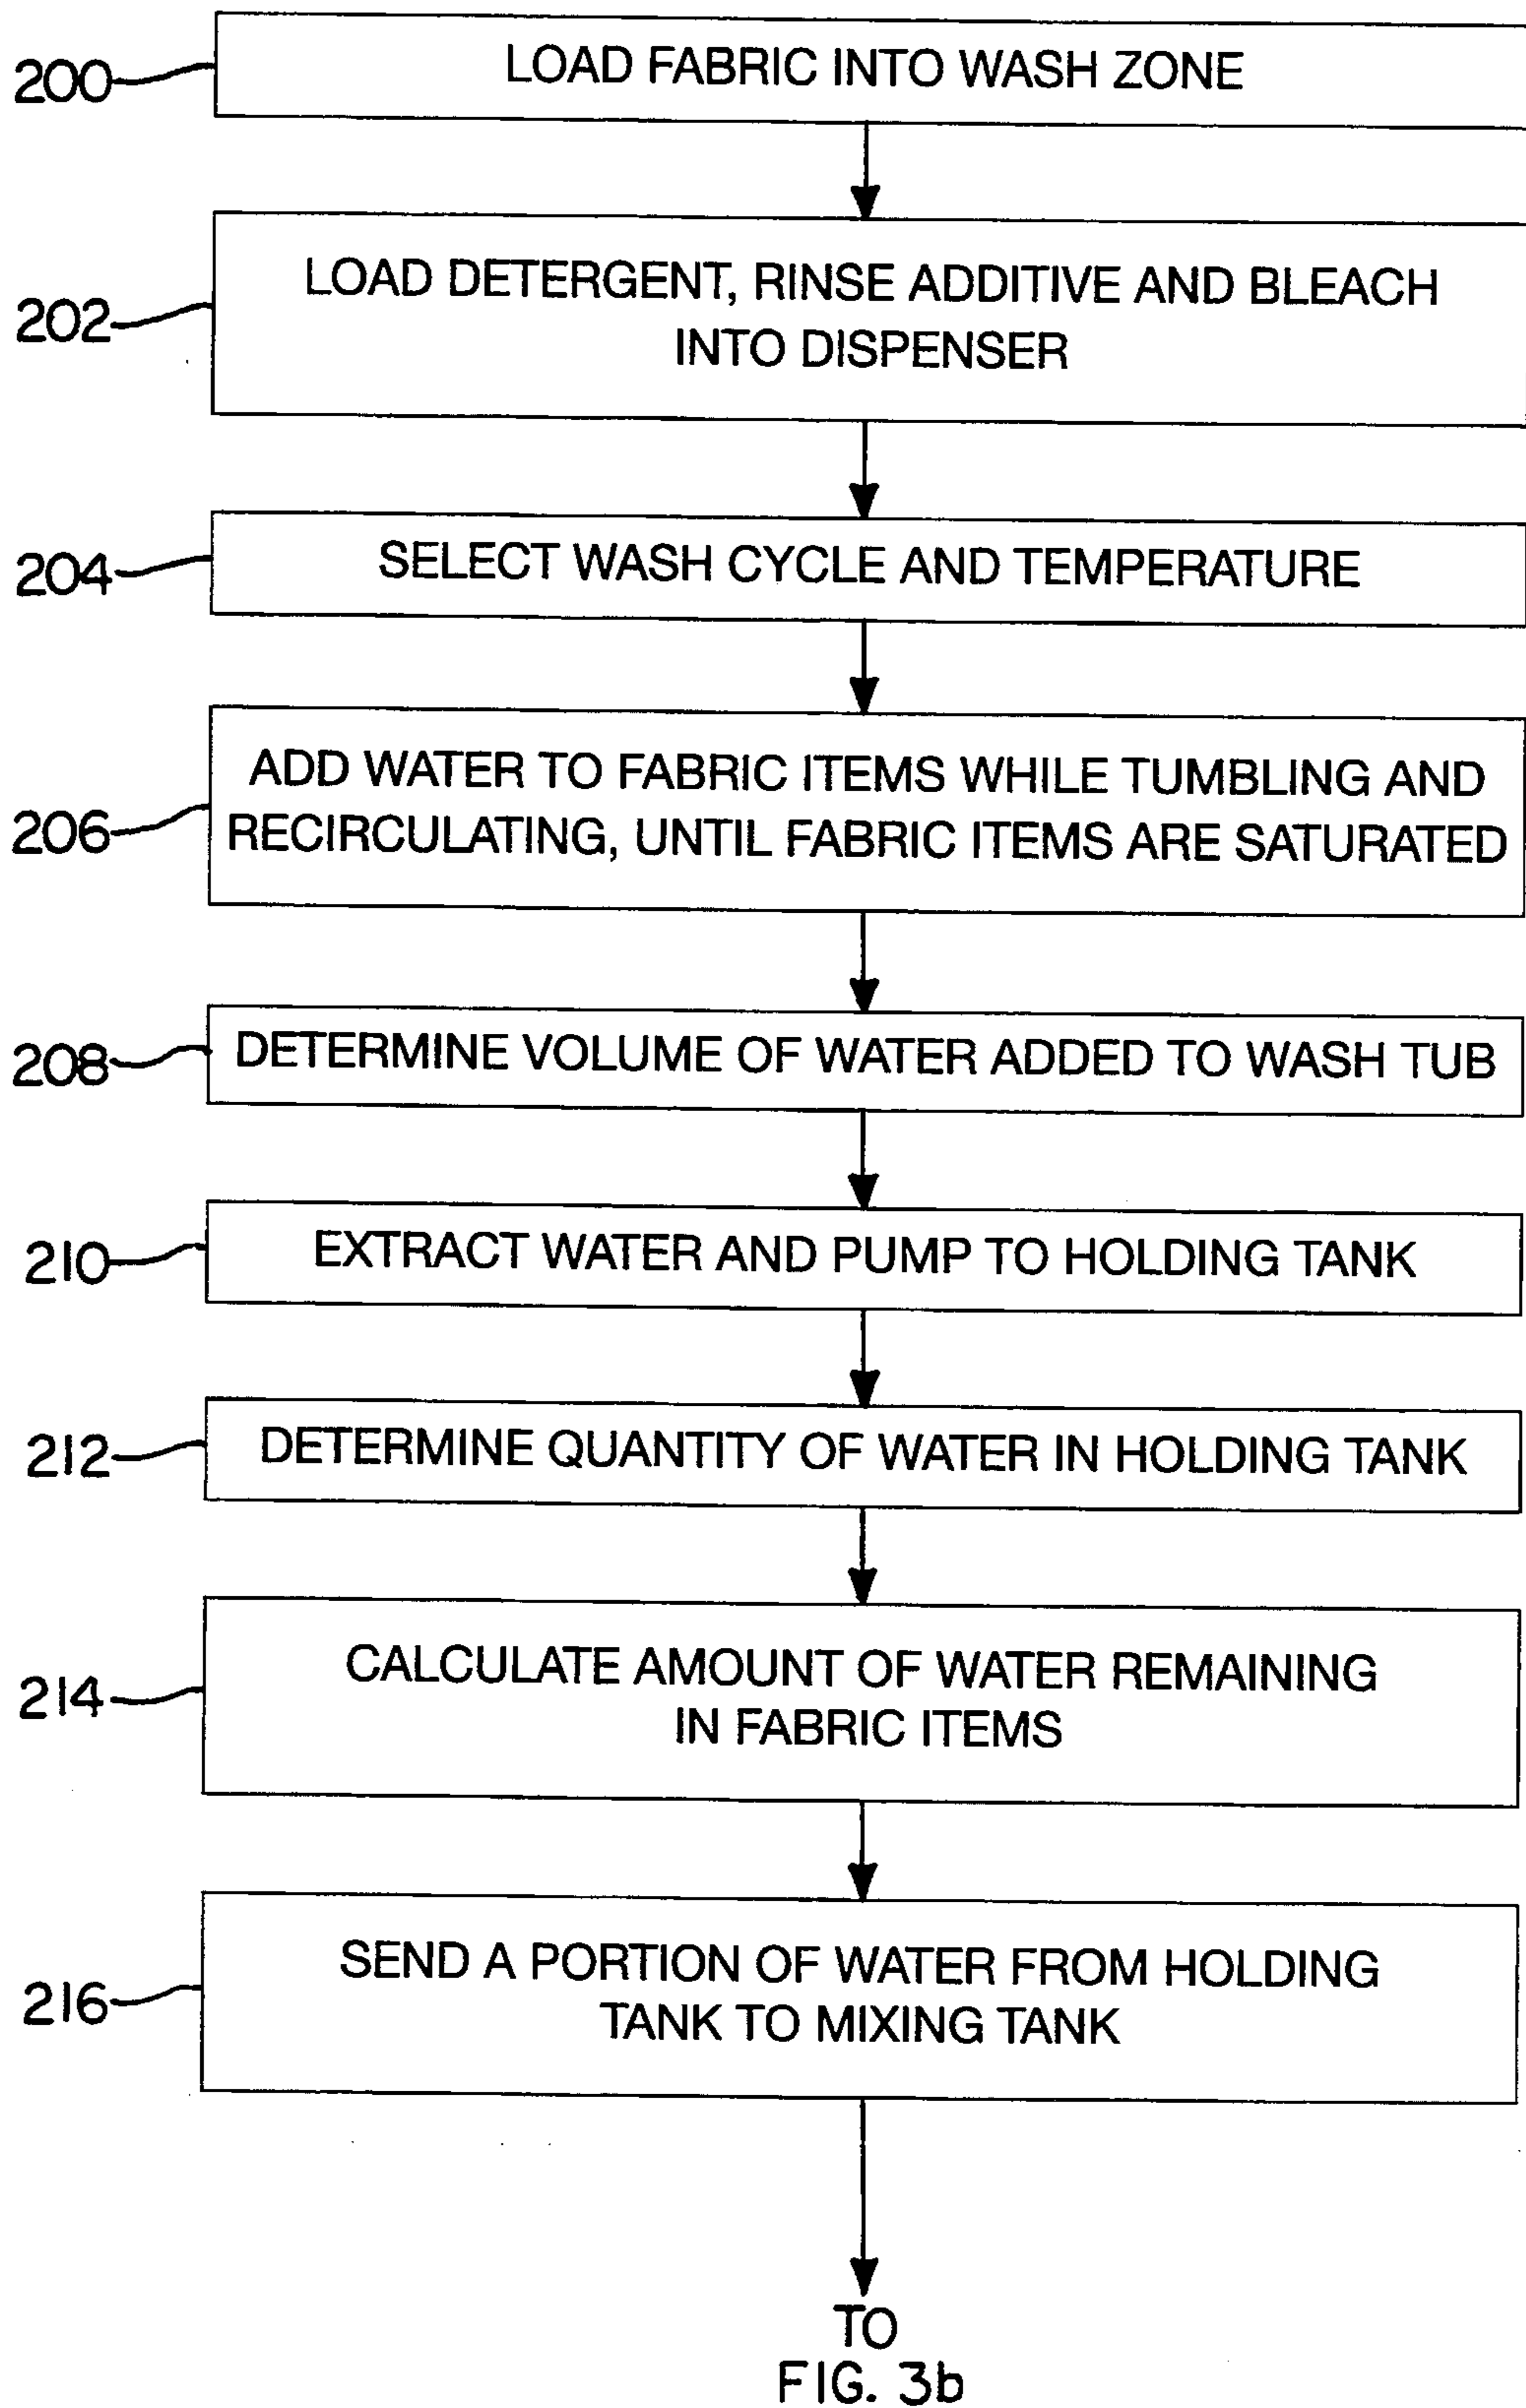 200
LOAD FABRIC INTO WASH ZONE
202
LOAD DETERGENT, RINSE ADDITIVE AND BLEACH
INTO DISPENSER
204
SELECT WASH CYCLE AND TEMPERATURE
206
ADD WATER TO FABRIC ITEMS WHILE TUMBLING AND
RECIRCULATING, UNTIL FABRIC ITEMS ARE SATURATED
208
DETERMINE VOLUME OF WATER ADDED TO WASH TUB
210
EXTRACT WATER AND PUMP TO HOLDING TANK
212
DETERMINE QUANTITY OF WATER IN HOLDING TANK
214
CALCULATE AMOUNT OF WATER REMAINING
IN FABRIC ITEMS
216
SEND A PORTION OF WATER FROM HOLDING
TANK TO MIXING TANK
TO
FIG. 3b